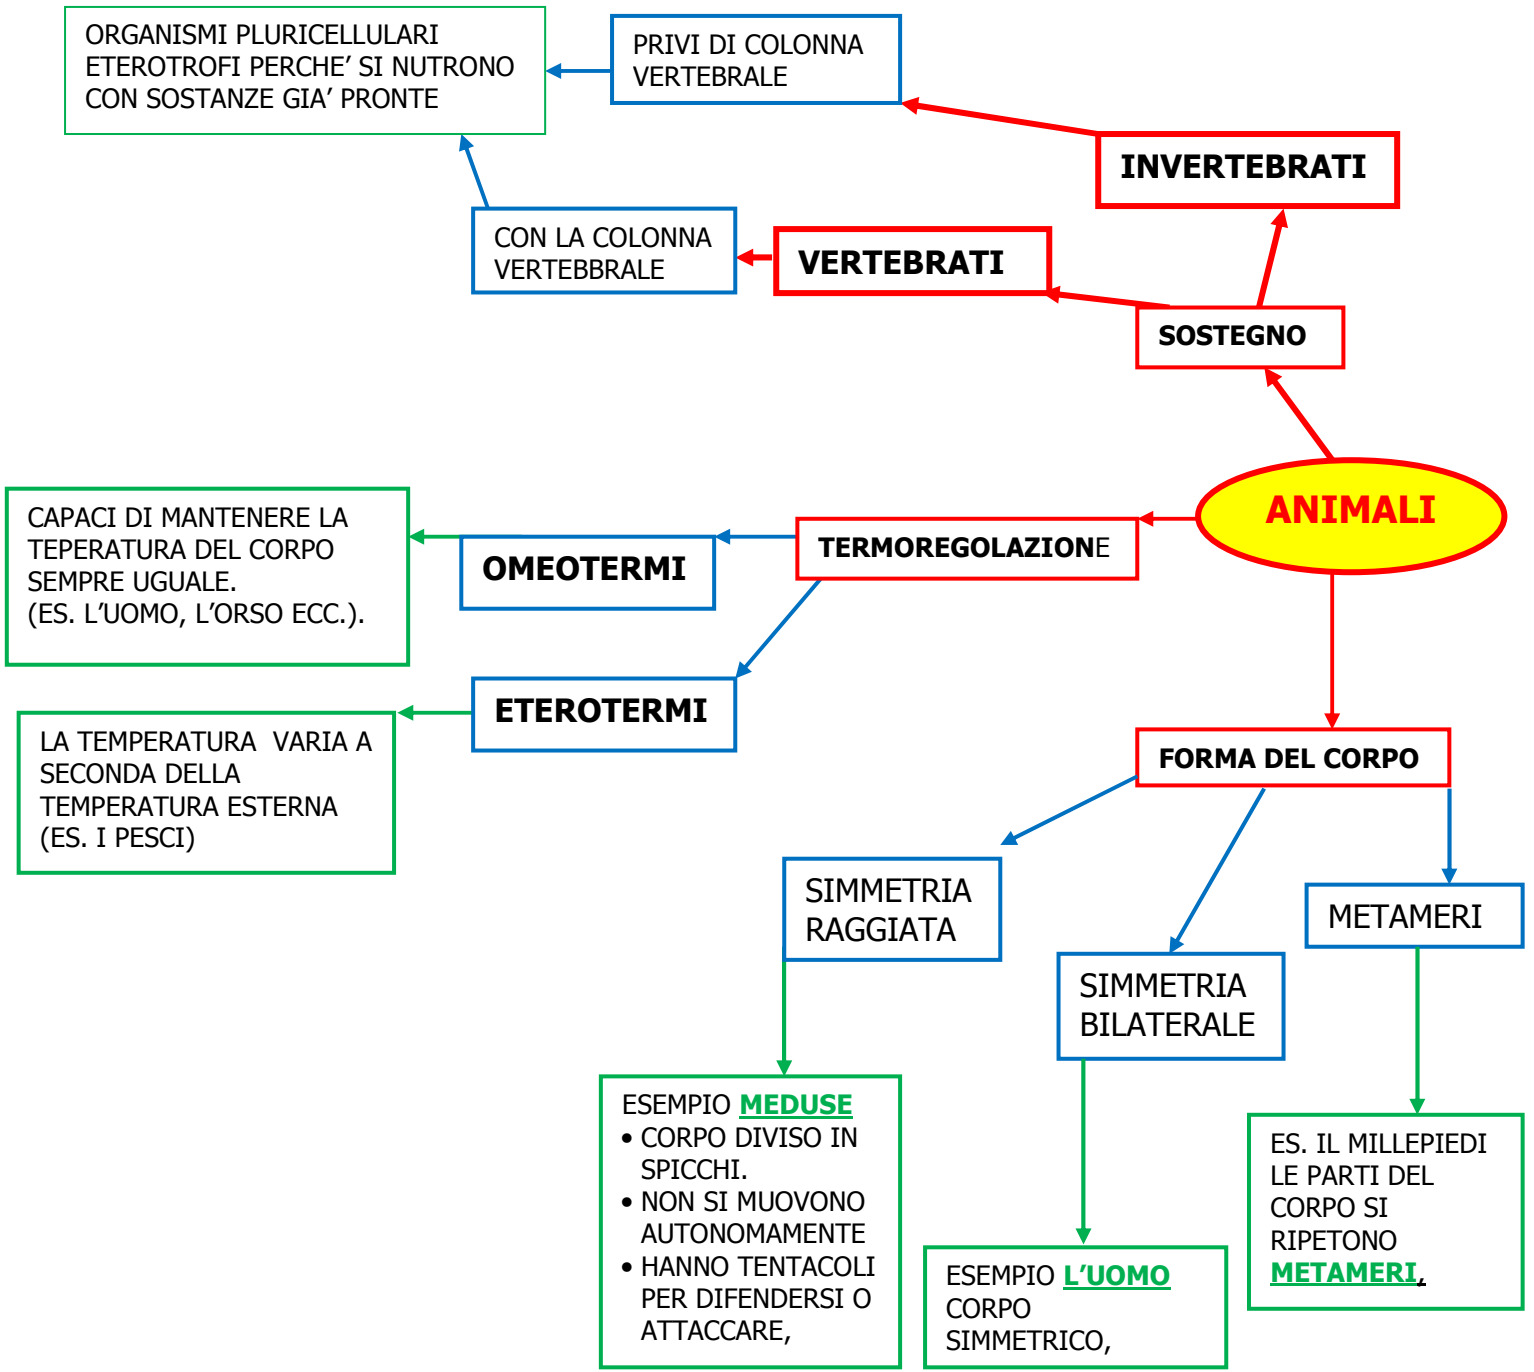 ORGANISMI PLURICELLULARI
ETEROTROFI PERCHE’ SI NUTRONO
CON SOSTANZE GIA’ PRONTE
PRIVI DI COLONNA
VERTEBRALE
INVERTEBRATI
CON LA COLONNA
VERTEBBRALE
VERTEBRATI
SOSTEGNO
ANIMALI
CAPACI DI MANTENERE LA
TEPERATURA DEL CORPO
SEMPRE UGUALE.
(ES. L’UOMO, L’ORSO ECC.).
OMEOTERMI
TERMOREGOLAZIONE
ETEROTERMI
LA TEMPERATURA  VARIA A
SECONDA DELLA
TEMPERATURA ESTERNA
(ES. I PESCI)
FORMA DEL CORPO
SIMMETRIA
RAGGIATA
METAMERI
SIMMETRIA
BILATERALE
ESEMPIO MEDUSE
• CORPO DIVISO IN
SPICCHI.
• NON SI MUOVONO
AUTONOMAMENTE
• HANNO TENTACOLI
PER DIFENDERSI O
ATTACCARE,
ESEMPIO L’UOMO
CORPO
SIMMETRICO,
ES. IL MILLEPIEDI
LE PARTI DEL
CORPO SI
RIPETONO
METAMERI,